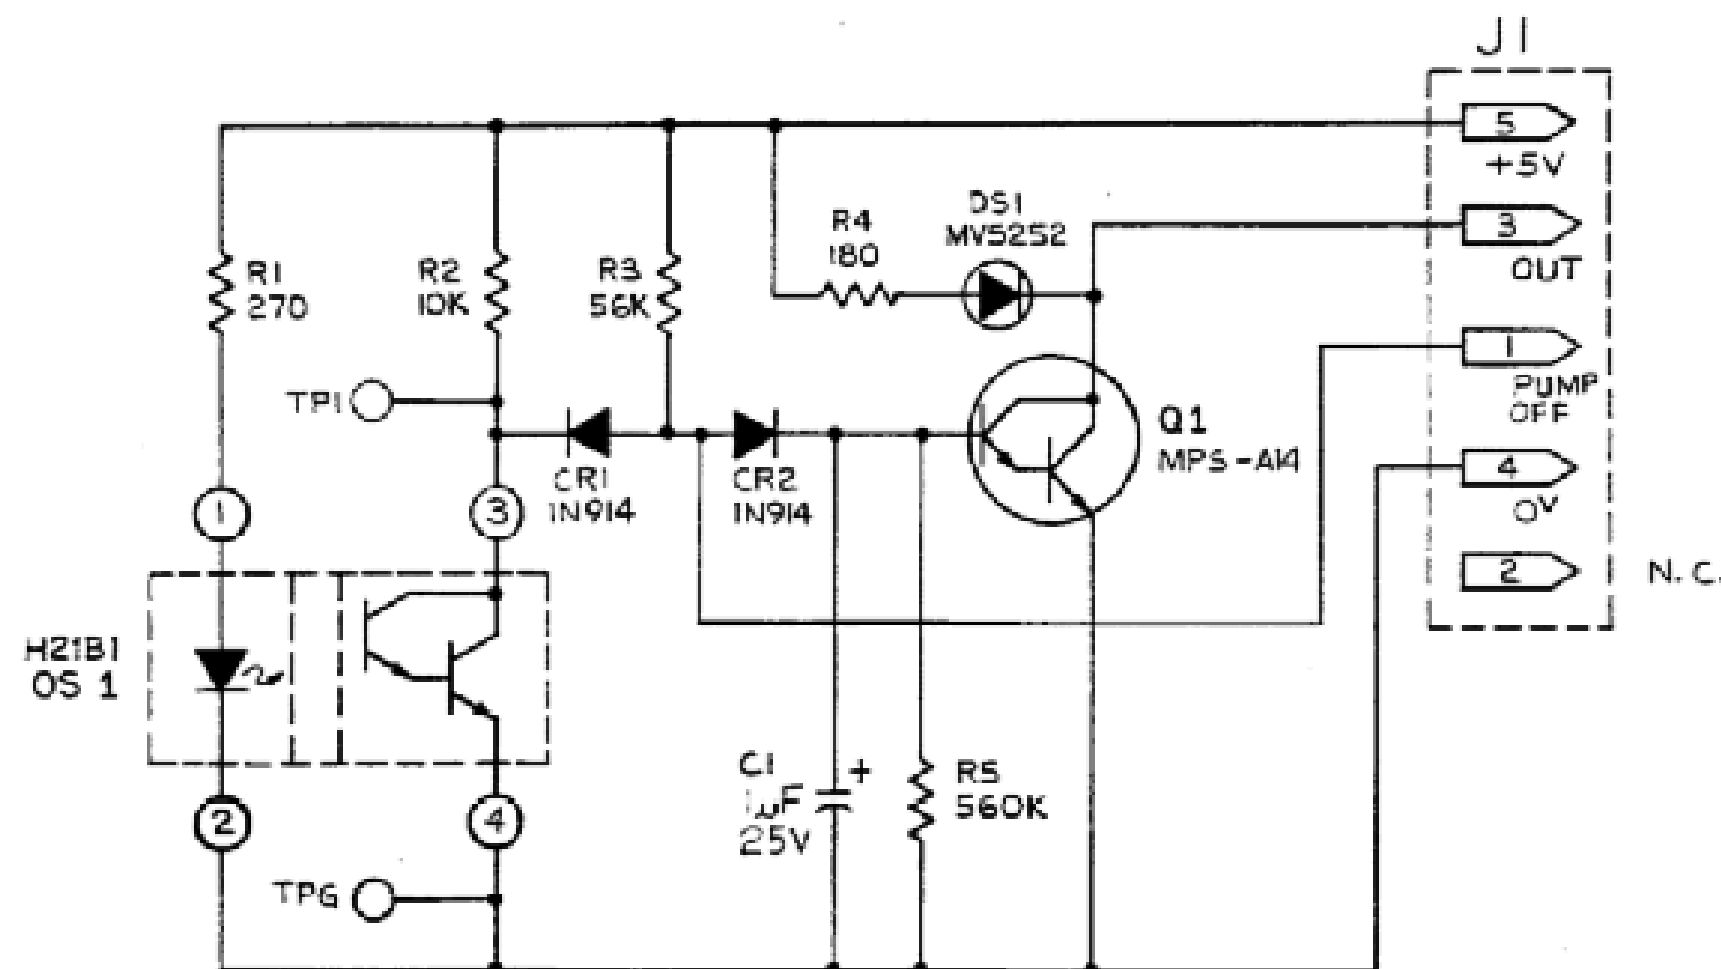 J1
5
+5V
DS1
MV5252
R4
180
3
OUT
R1
270
R2
10K
R3
56K
1
PUMP
OFF
TP1
Q1
MPS-A14
CR1
1N914
CR2
1N914
4
0V
1
3
2
N.C.
H21B1
OS 1
C1
1µF
25V
+
R5
560K
2
4
TPG